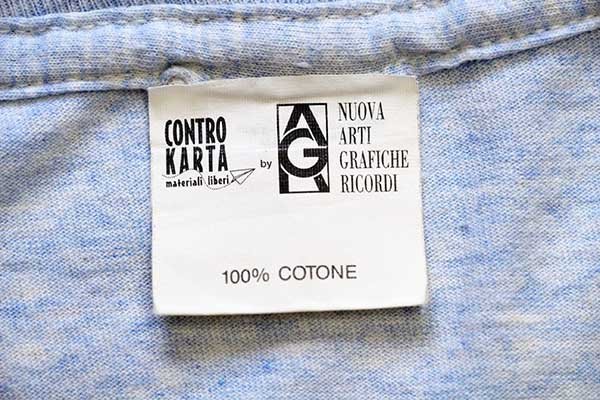 CONTRO
KARTA
materiali liberi
by
AGR
NUOVA
ARTI
GRAFICHE
RICORDI
100% COTONE